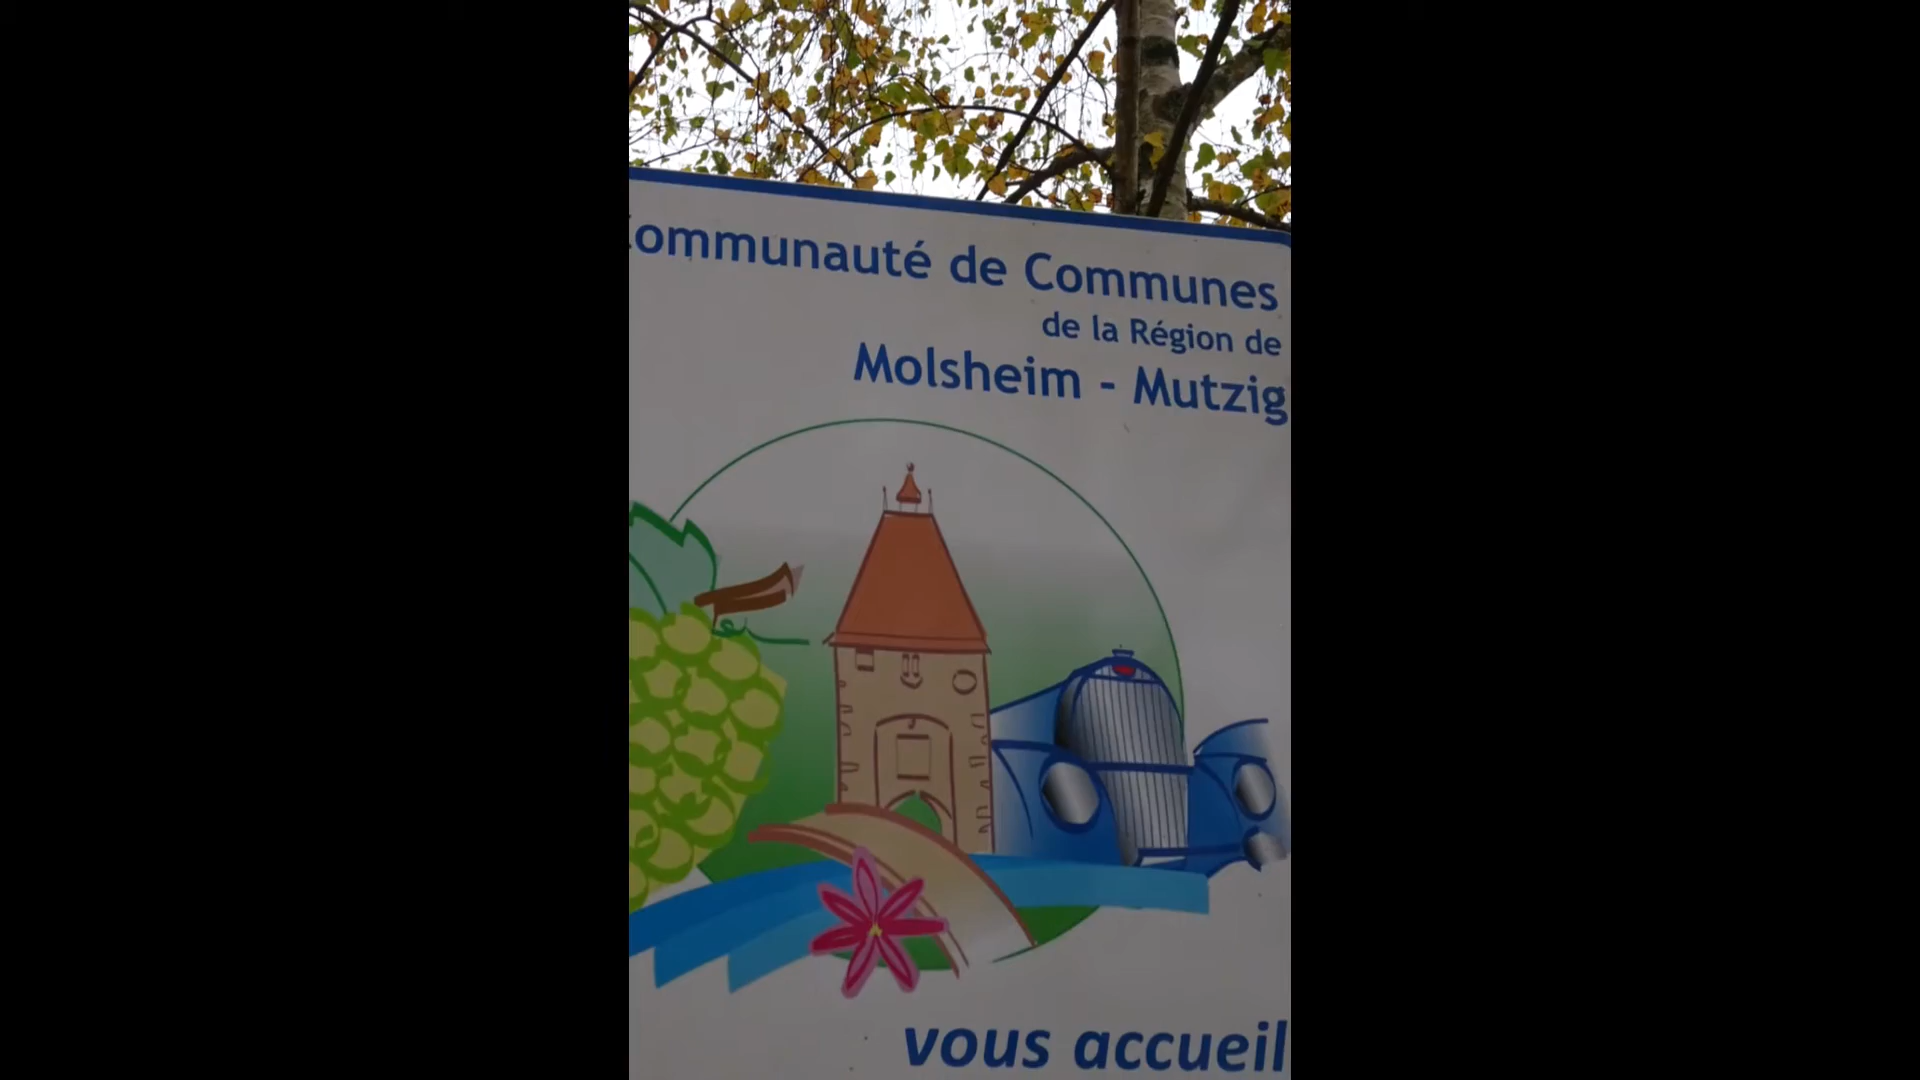 ommunauté de Communes
de la Région de
Molsheim - Mutzig
vous accueil